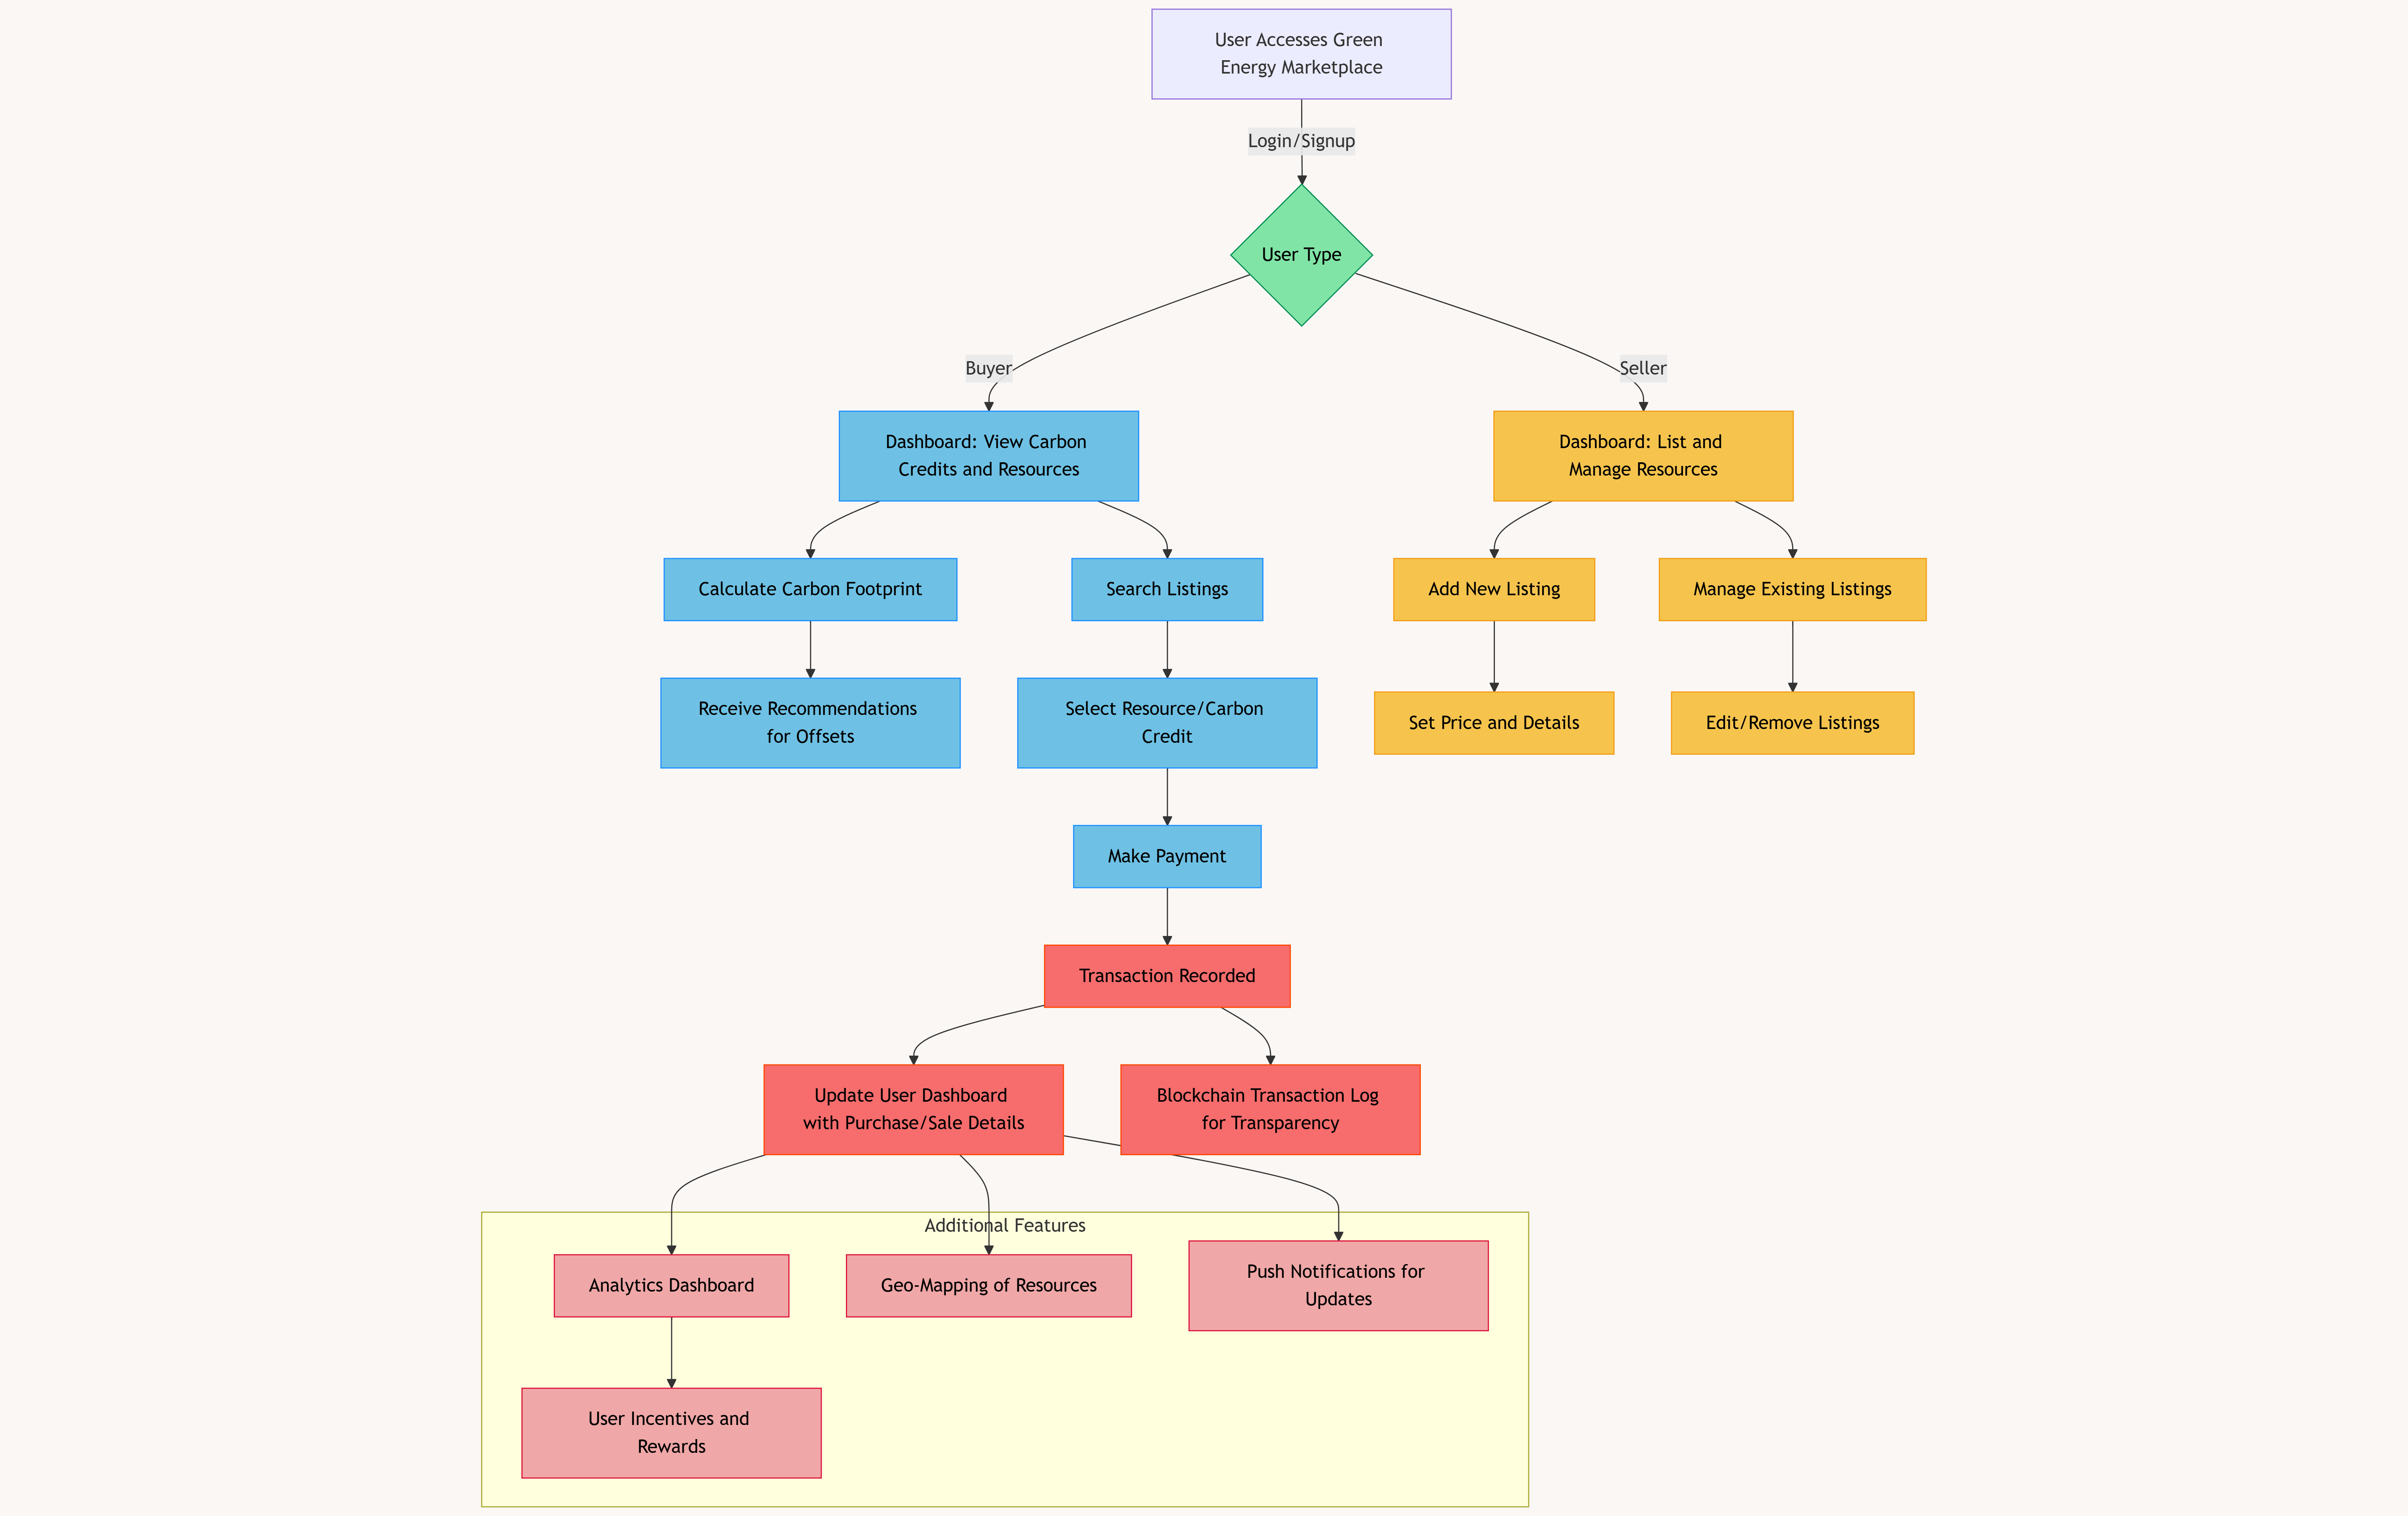 User Accesses Green
Energy Marketplace
Login/Signup
User Type
Buyer
Seller
Dashboard: View Carbon
Credits and Resources
Dashboard: List and
Manage Resources
Calculate Carbon Footprint
Search Listings
Add New Listing
Manage Existing Listings
Receive Recommendations
for Offsets
Select Resource/Carbon
Credit
Set Price and Details
Edit/Remove Listings
Make Payment
Transaction Recorded
Update User Dashboard
with Purchase/Sale Details
Blockchain Transaction Log
for Transparency
Additional Features
Analytics Dashboard
Geo-Mapping of Resources
Push Notifications for
Updates
User Incentives and
Rewards